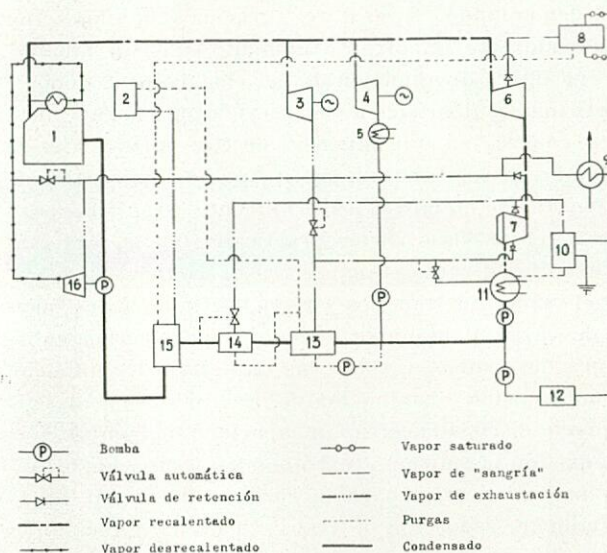 8
2
3
4
6
1
5
9
7
10
16
P
11
P
P
15
14
13
P
P
12
P Bomba
Válvula automática
Válvula de retención
Vapor recalentado
Vapor desrecalentado
Vapor saturado
Vapor de "sangría"
Vapor de exhaustación
Purgas
Condensado